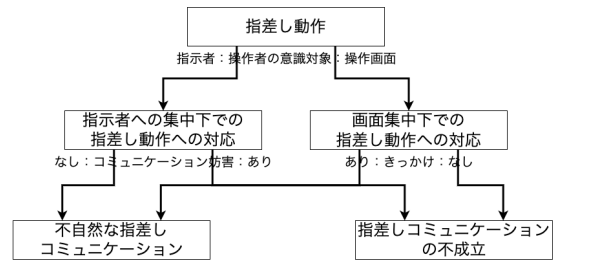 指差し動作
指示者：操作者の意識対象：操作画面
指示者への集中下での
指差し動作への対応
画面集中下での
指差し動作への対応
なし：コミュニケーション妨害：あり
あり：きっかけ：なし
不自然な指差し
コミュニケーション
指差しコミュニケーション
の不成立